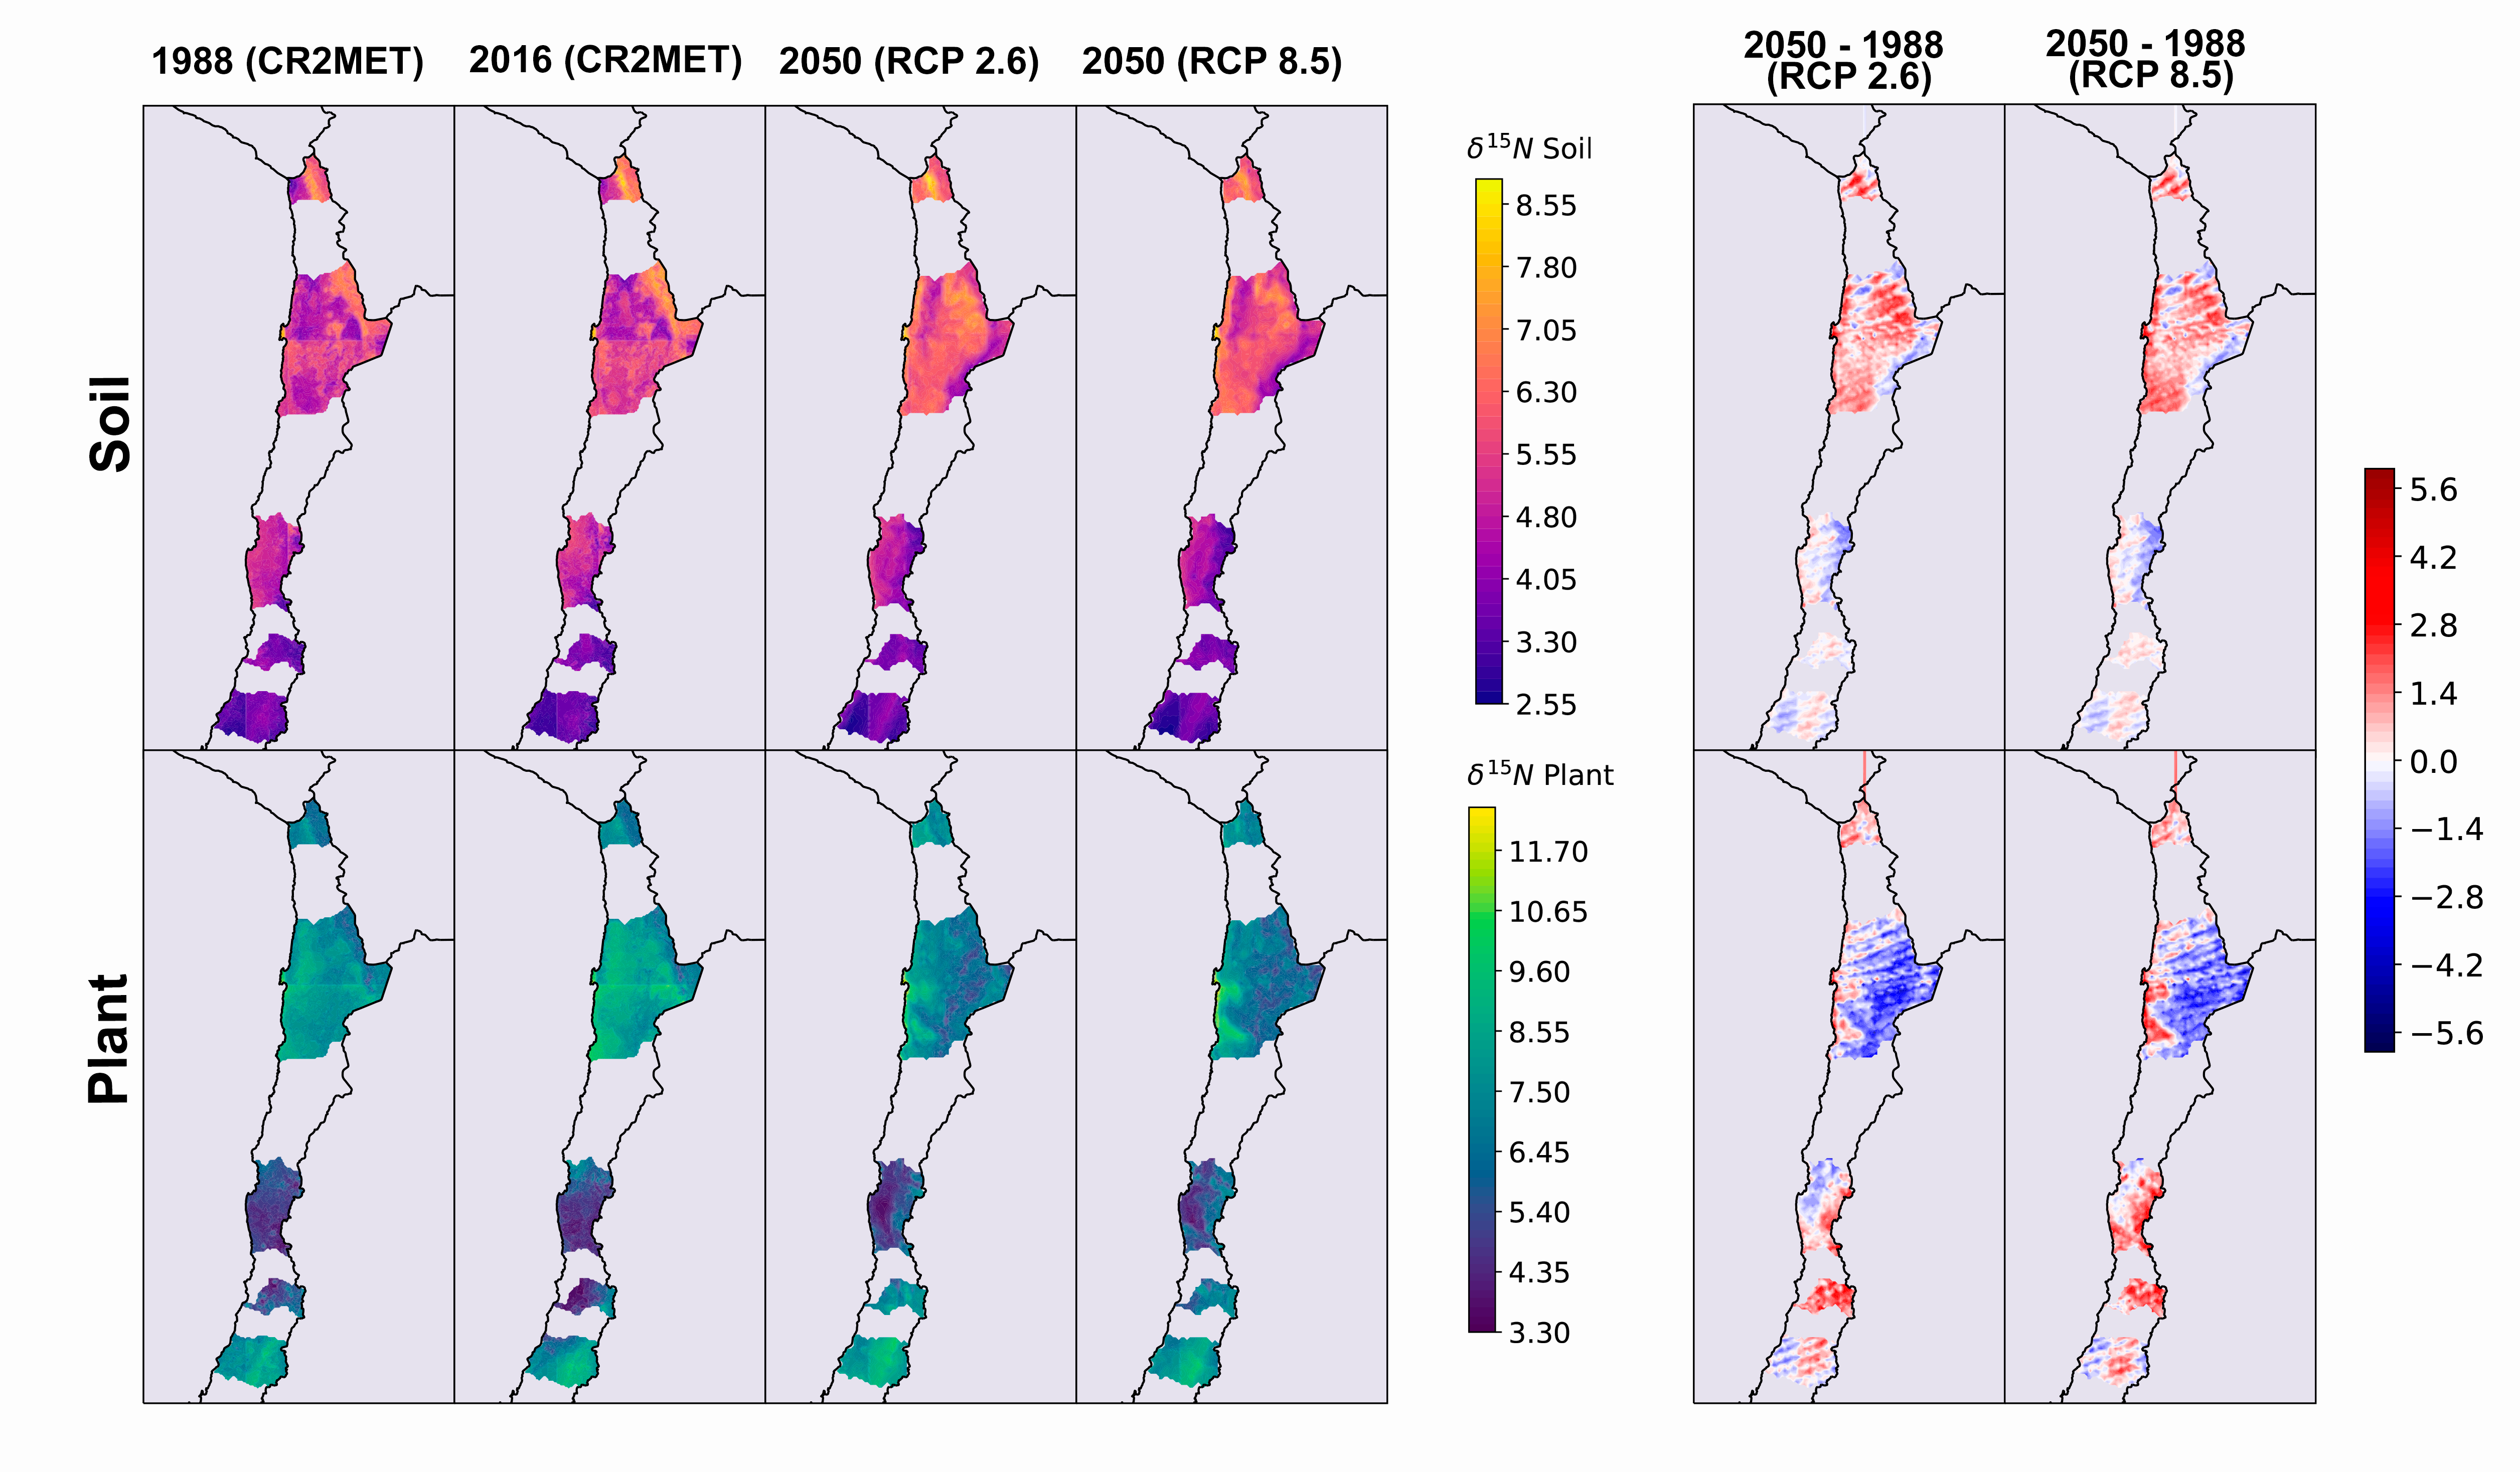 1988 (CR2MET)
2016 (CR2MET)
2050 (RCP 2.6)
2050 (RCP 8.5)
2050 - 1988
(RCP 2.6)
2050 - 1988
(RCP 8.5)
Soil
Plant
δ¹⁵N Soil
8.55
7.80
7.05
6.30
5.55
4.80
4.05
3.30
2.55
δ¹⁵N Plant
11.70
10.65
9.60
8.55
7.50
6.45
5.40
4.35
3.30
5.6
4.2
2.8
1.4
0.0
−1.4
−2.8
−4.2
−5.6